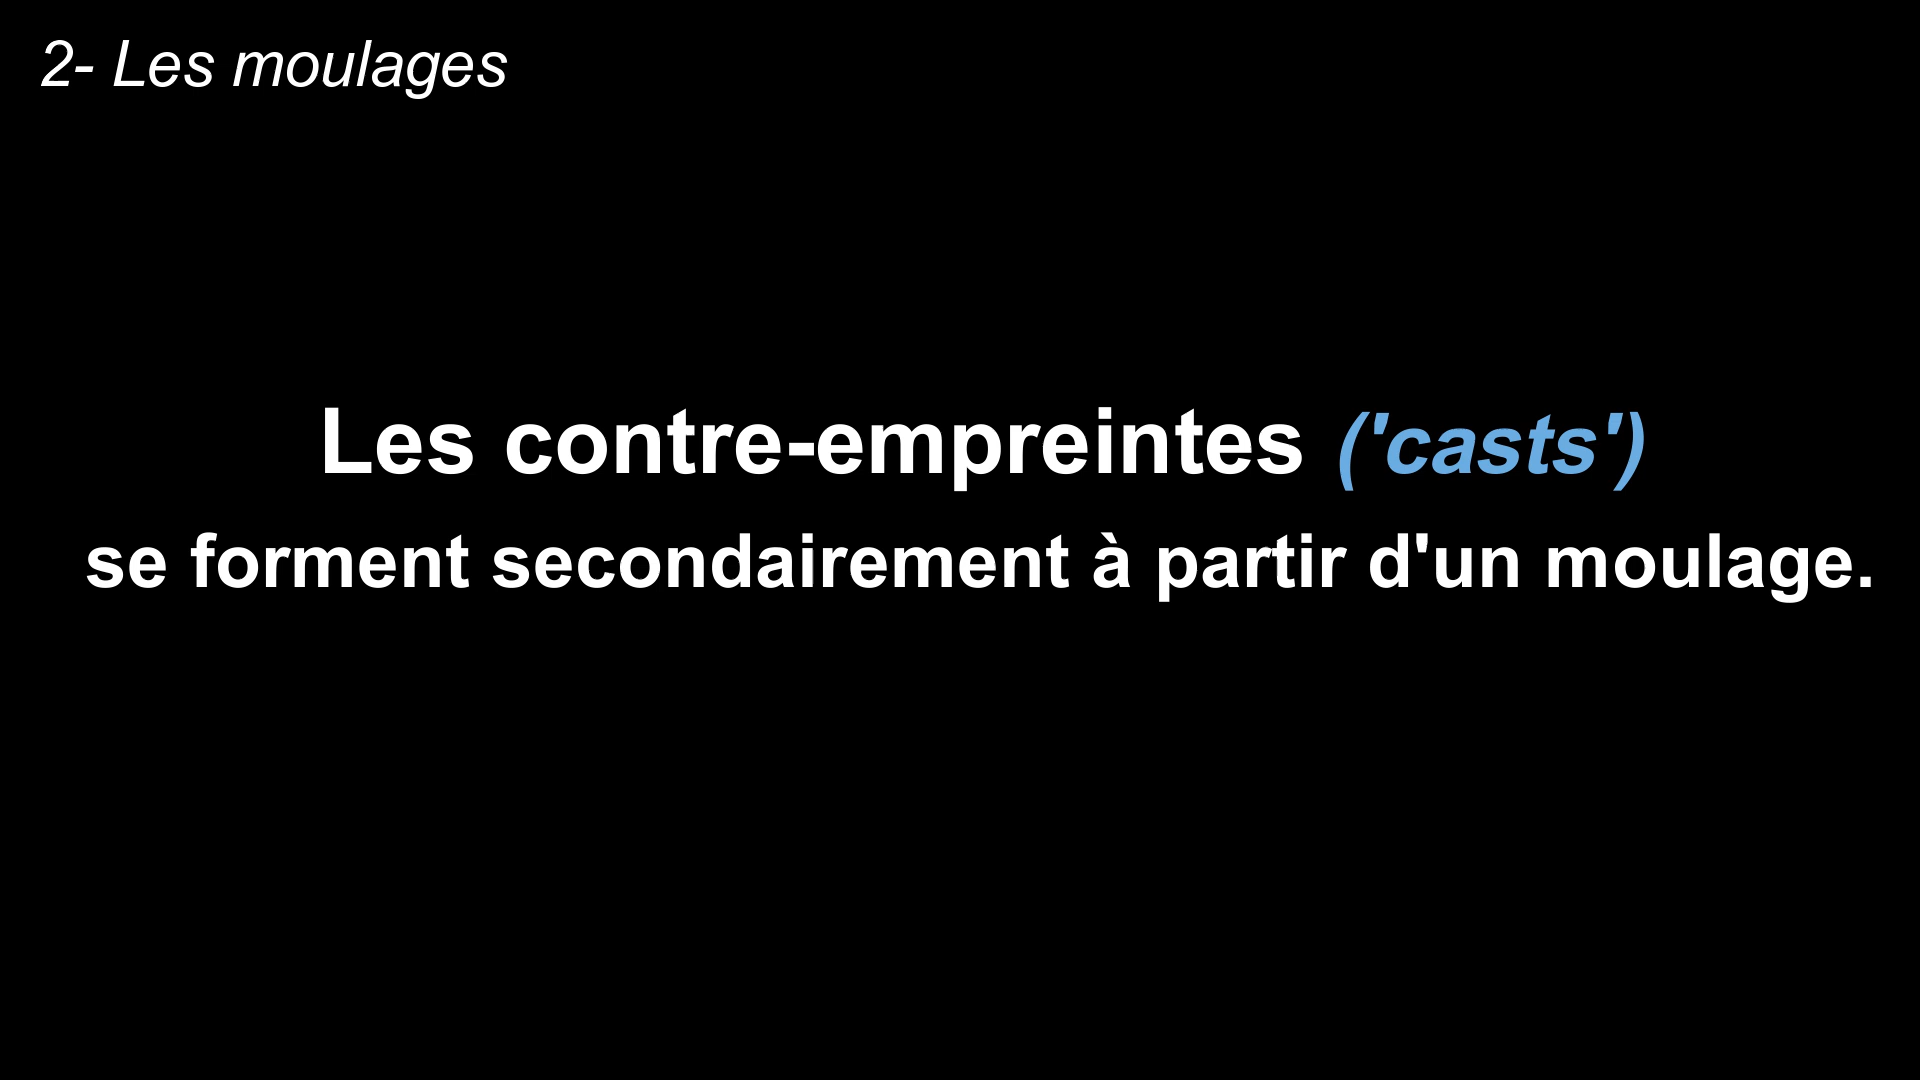 2- Les moulages
Les contre-empreintes ('casts')
se forment secondairement à partir d'un moulage.